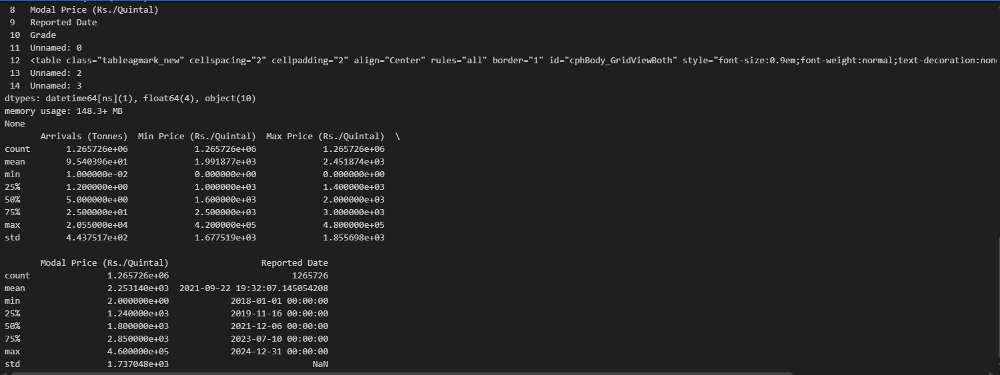 8   Modal Price (Rs./Quintal)
9   Reported Date
10  Grade
11  Unnamed: 0
12  <table class="tableagmark_new" cellspacing="2" cellpadding="2" align="Center" rules="all" border="1" id="cphBody_GridViewBoth" style="font-size:0.9em;font-weight:normal;text-decoration:none
13  Unnamed: 2
14  Unnamed: 3
dtypes: datetime64[ns](1), float64(4), object(10)
memory usage: 148.3+ MB
None
Arrivals (Tonnes)  Min Price (Rs./Quintal)  Max Price (Rs./Quintal)  \
count 1.265726e+06 1.265726e+06 1.265726e+06
mean 9.540396e+01 1.991877e+03 2.451874e+03
min 1.000000e-02 0.000000e+00 0.000000e+00
25% 1.200000e+00 1.000000e+03 1.400000e+03
50% 5.000000e+00 1.600000e+03 2.000000e+03
75% 2.500000e+01 2.500000e+03 3.000000e+03
max 2.055000e+04 4.200000e+05 4.800000e+05
std 4.437517e+02 1.677519e+03 1.855698e+03
Modal Price (Rs./Quintal) Reported Date
count 1.265726e+06 1265726
mean 2.253140e+03 2021-09-22 19:32:07.145054208
min 2.000000e+00 2018-01-01 00:00:00
25% 1.240000e+03 2019-11-16 00:00:00
50% 1.800000e+03 2021-12-06 00:00:00
75% 2.850000e+03 2023-07-10 00:00:00
max 4.600000e+05 2024-12-31 00:00:00
std 1.737048e+03 NaN